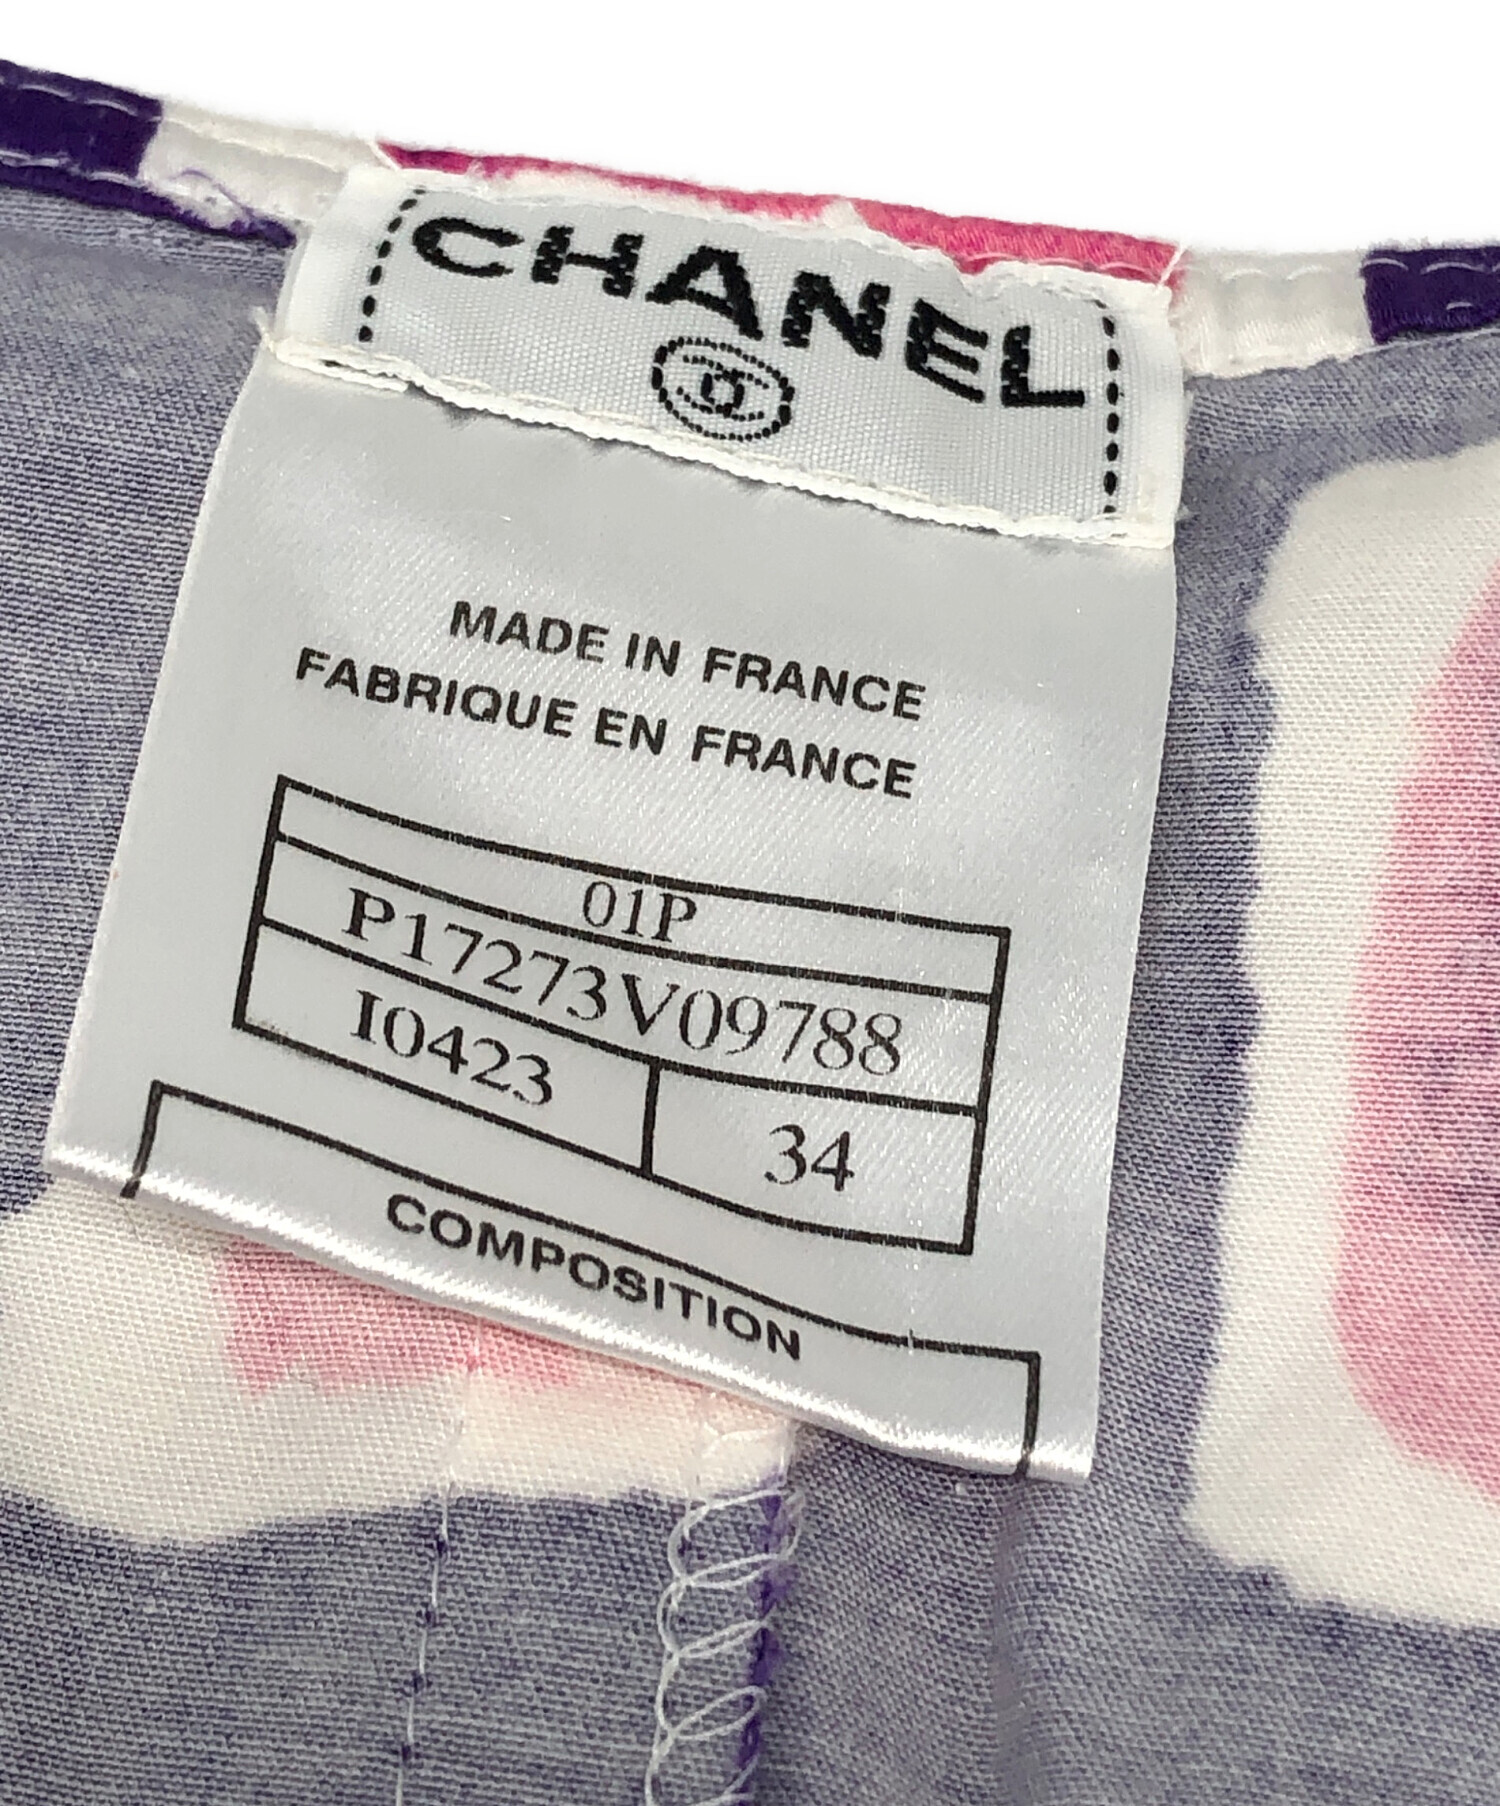 CHANEL
MADE IN FRANCE
FABRIQUE EN FRANCE
01P
P17273V09788
I0423 34
COMPOSITION